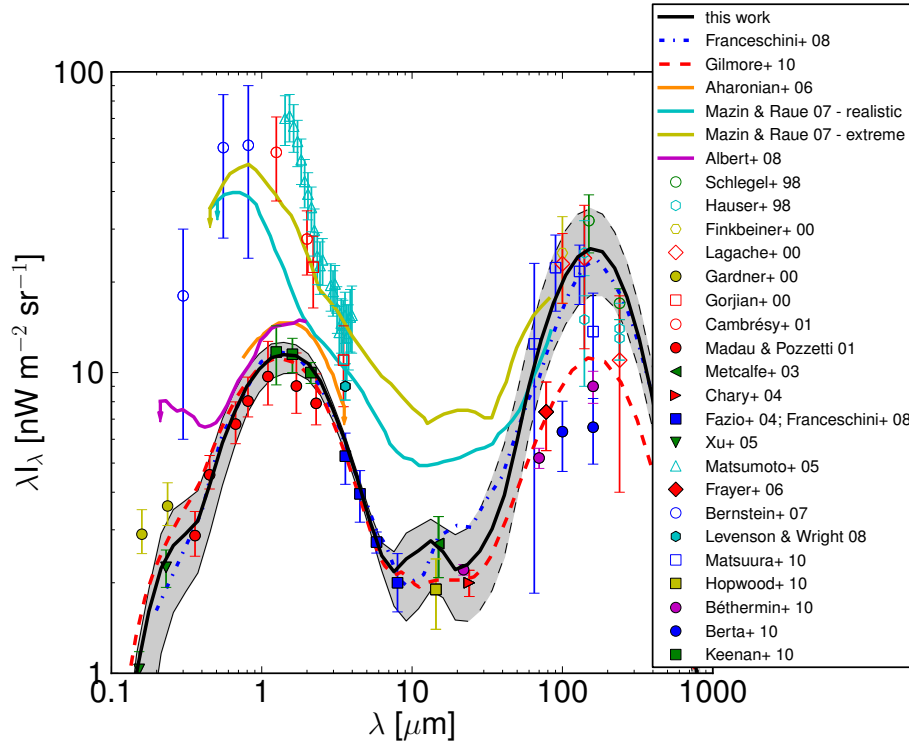 100
10
1
0.1
1
10
100
1000
λI_λ [nW m⁻² sr⁻¹]
λ [μm]
this work
Franceschini+ 08
Gilmore+ 10
Aharonian+ 06
Mazin & Raue 07 - realistic
Mazin & Raue 07 - extreme
Albert+ 08
Schlegel+ 98
Hauser+ 98
Finkbeiner+ 00
Lagache+ 00
Gardner+ 00
Gorjian+ 00
Cambrésy+ 01
Madau & Pozzetti 01
Metcalfe+ 03
Chary+ 04
Fazio+ 04; Franceschini+ 08
Xu+ 05
Matsumoto+ 05
Frayer+ 06
Bernstein+ 07
Levenson & Wright 08
Matsuura+ 10
Hopwood+ 10
Béthermin+ 10
Berta+ 10
Keenan+ 10